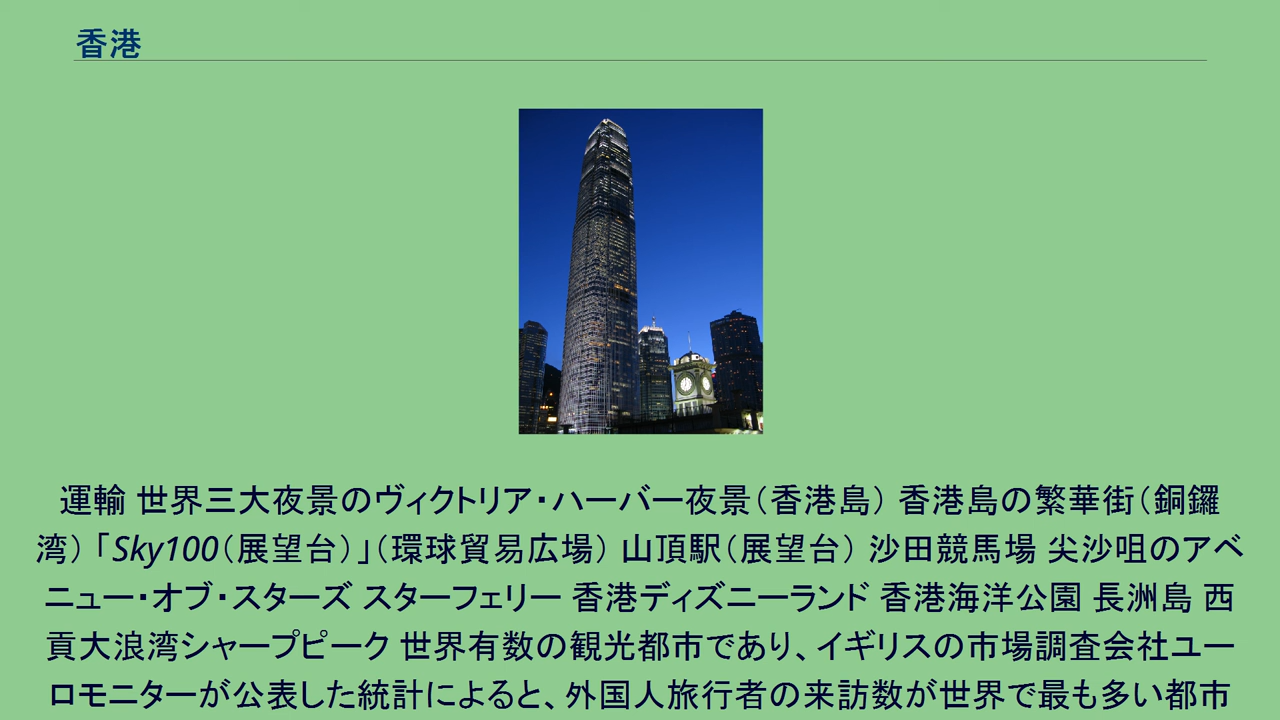 香港
運輸 世界三大夜景のヴィクトリア・ハーバー夜景（香港島） 香港島の繁華街（銅鑼
湾）「Sky100（展望台）」（環球貿易広場） 山頂駅（展望台） 沙田競馬場 尖沙咀のアベ
ニュー・オブ・スターズ スターフェリー 香港ディズニーランド 香港海洋公園 長洲島 西
貢大浪湾シャープピーク 世界有数の観光都市であり、イギリスの市場調査会社ユー
ロモニターが公表した統計によると、外国人旅行者の来訪数が世界で最も多い都市